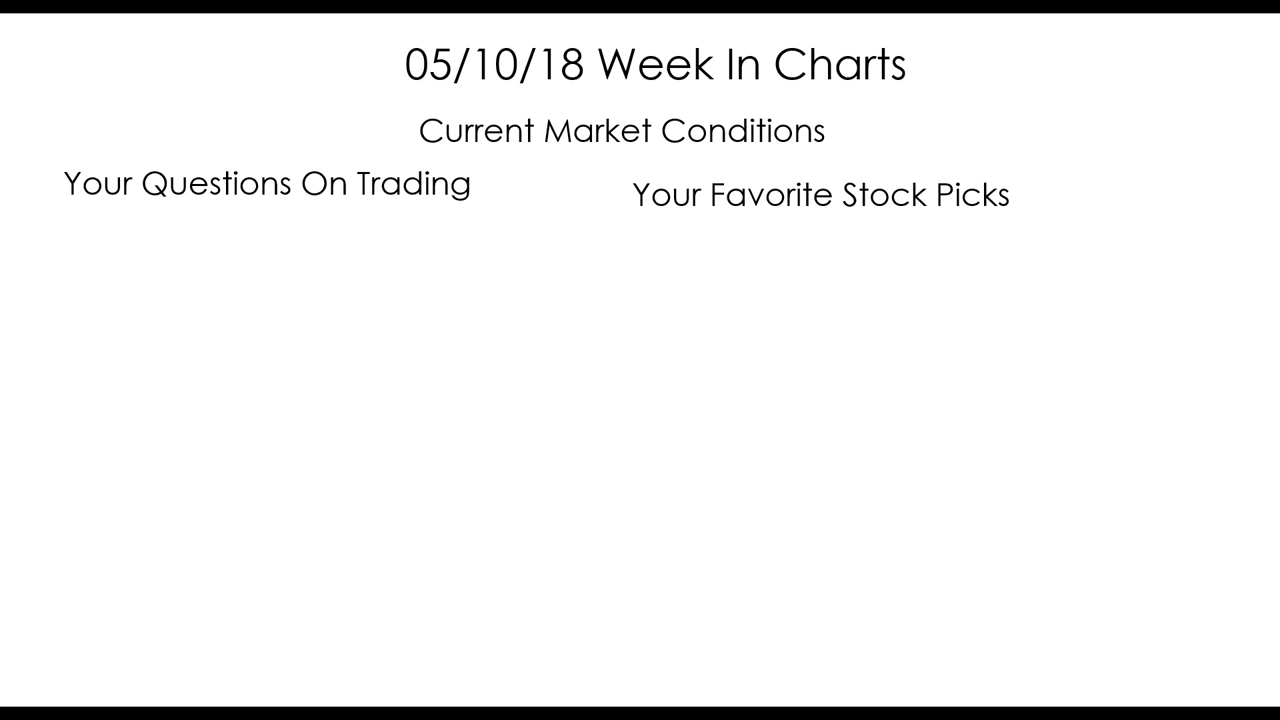 05/10/18 Week In Charts
Current Market Conditions
Your Questions On Trading
Your Favorite Stock Picks